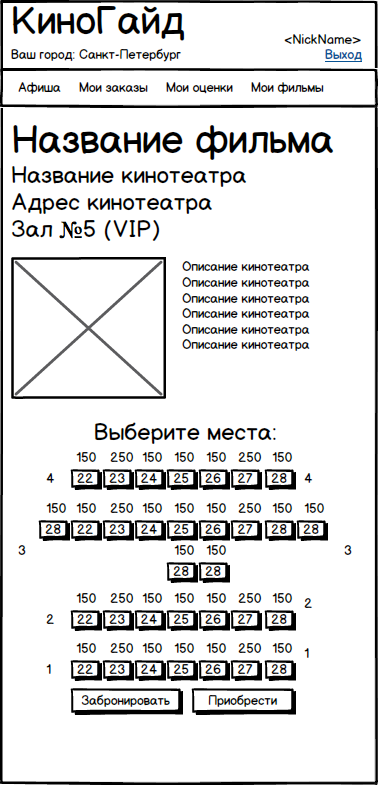 КиноГайд
<NickName>
Ваш город: Санкт-Петербург
Выход
Афиша Мои заказы Мои оценки Мои фильмы
Название фильма
Название кинотеатра
Адрес кинотеатра
Зал №5 (VIP)
Описание кинотеатра
Описание кинотеатра
Описание кинотеатра
Описание кинотеатра
Описание кинотеатра
Описание кинотеатра
Выберите места:
150 250 150 150 150 250 150
4 22 23 24 25 26 27 28 4
150 150 250 150 150 150 250 150 150
28 22 23 24 25 26 27 28 28
3 150 150 3
28 28
150 250 150 150 150 250 150 2
2 22 23 24 25 26 27 28
150 250 150 150 150 250 150 1
1 22 23 24 25 26 27 28
Забронировать Приобрести